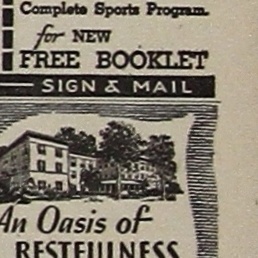 Complete Sports Program.
for NEW
FREE BOOKLET
SIGN & MAIL
An Oasis of
RESTFULNESS